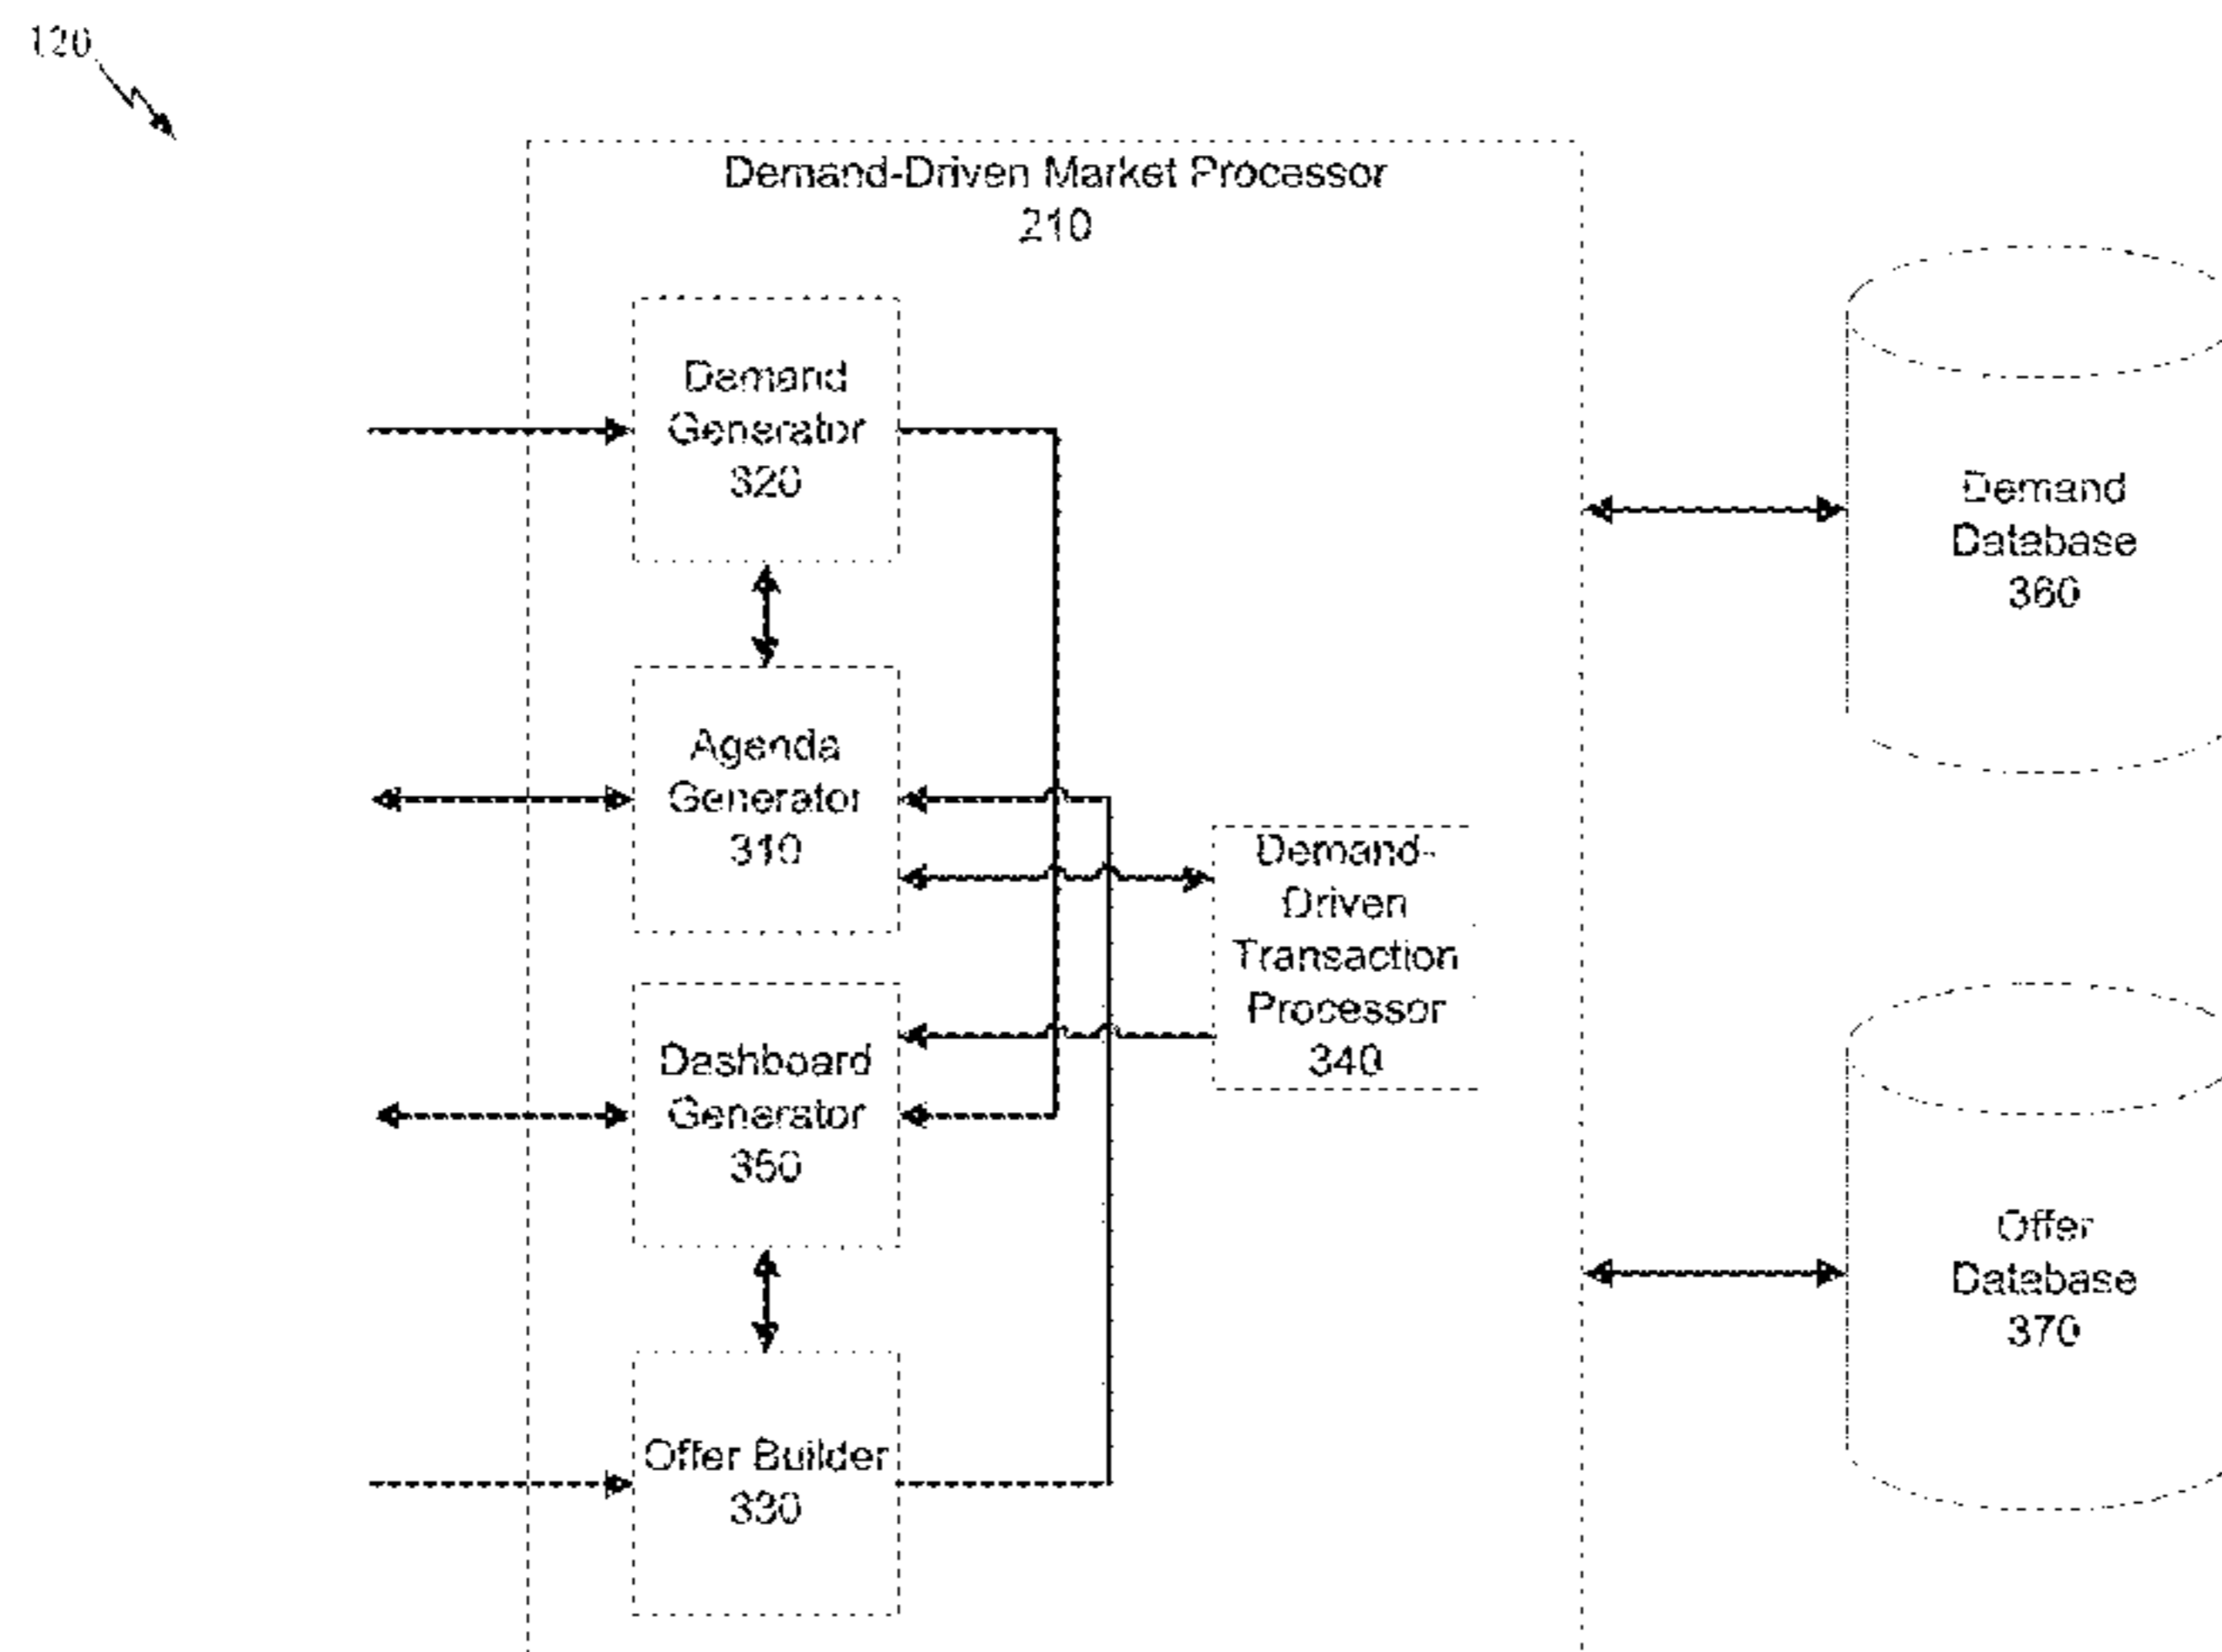 120
Demand-Driven Market Processor
210
Demand
Generator
320
Agenda
Generator
310
Dashboard
Generator
350
Offer Builder
330
Demand-
Driven
Transaction
Processor
340
Demand
Database
360
Offer
Database
370